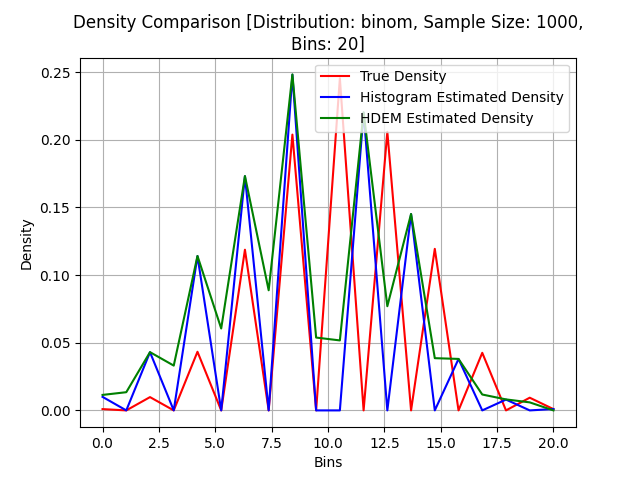 Density Comparison [Distribution: binom, Sample Size: 1000,
Bins: 20]
True Density
Histogram Estimated Density
HDEM Estimated Density
Density
0.25
0.20
0.15
0.10
0.05
0.00
0.0 2.5 5.0 7.5 10.0 12.5 15.0 17.5 20.0
Bins